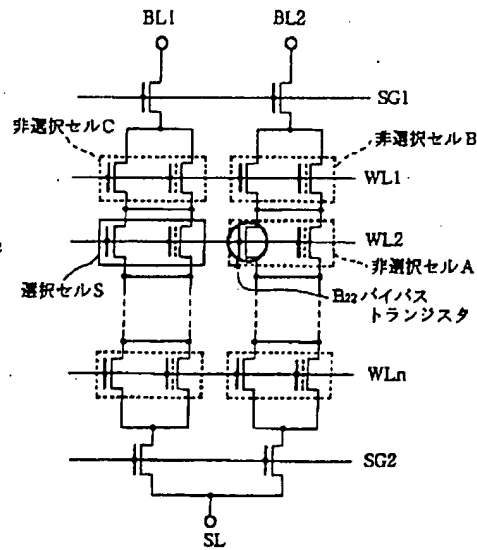 BL1 BL2
SG1
非選択セルC
非選択セルB
WL1
WL2
選択セルS
非選択セルA
B22バイパス
トランジスタ
WLn
SG2
SL